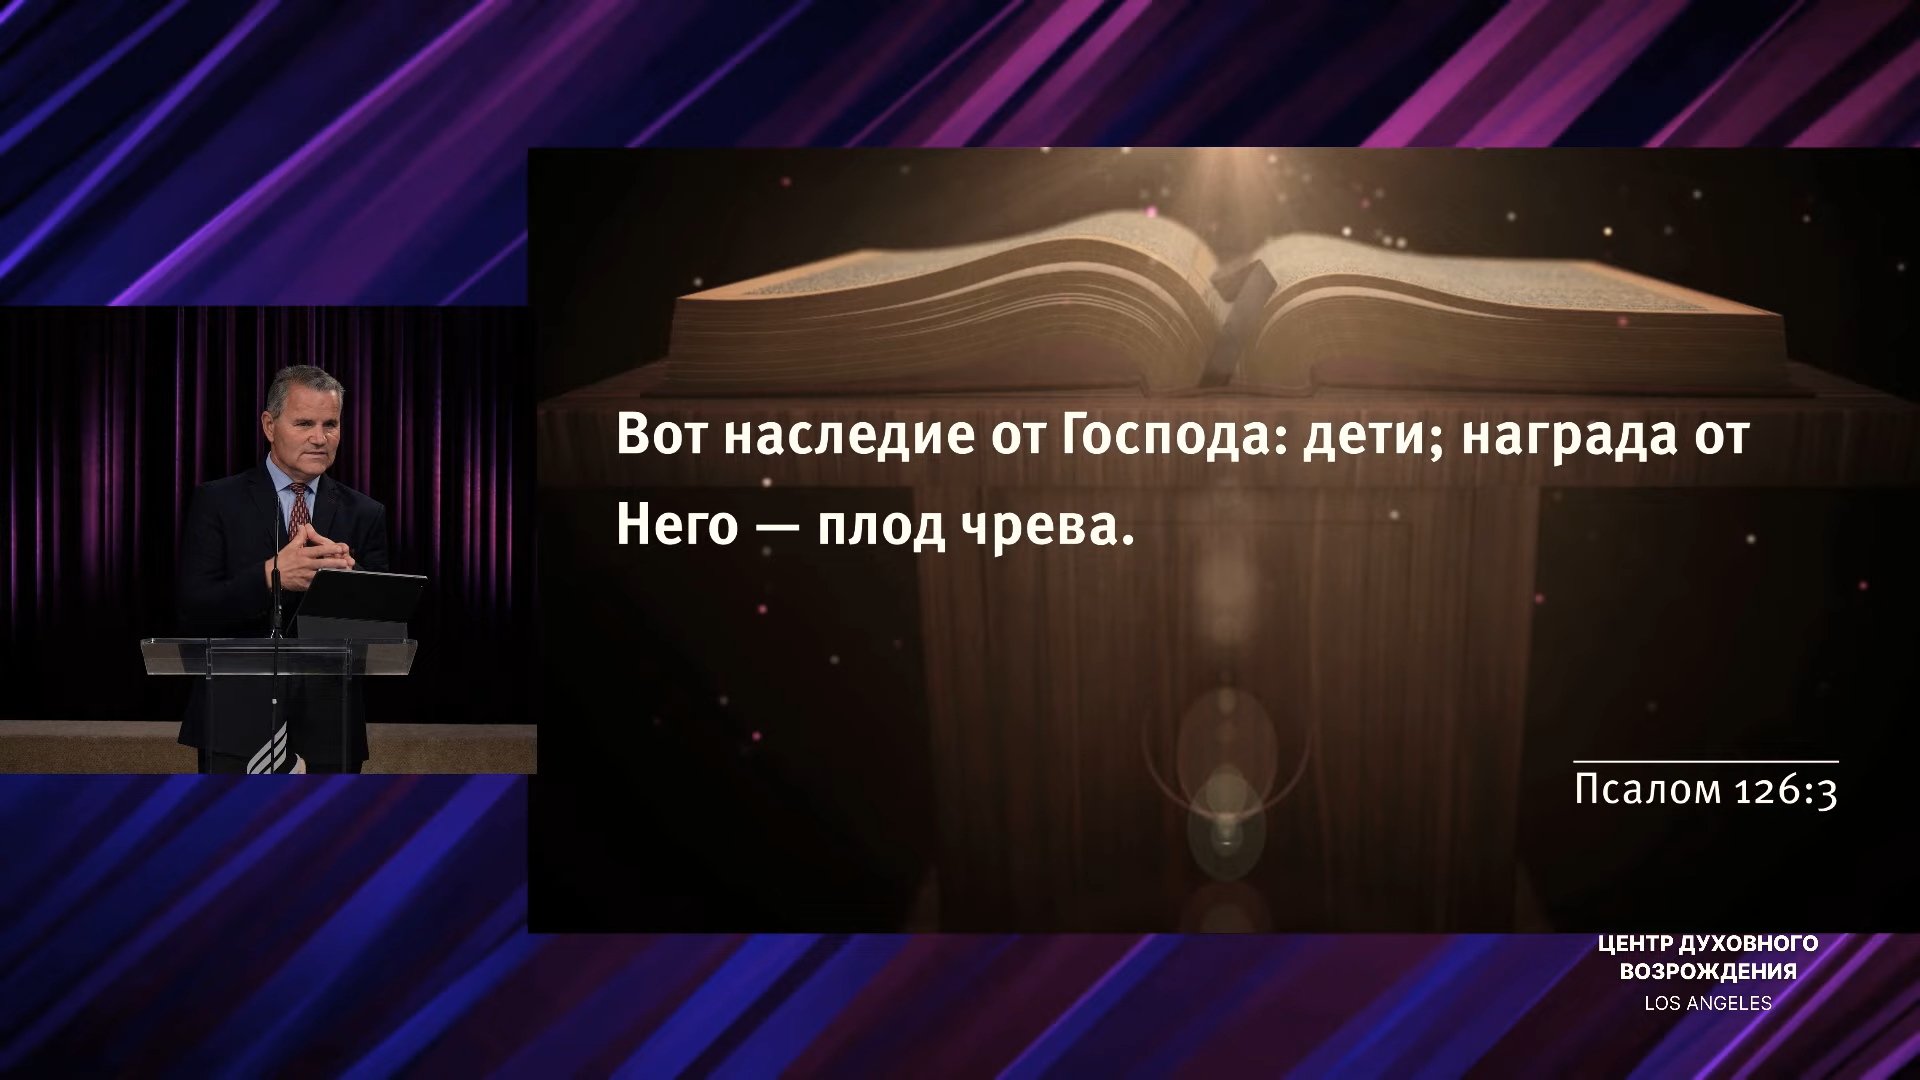 Вот наследие от Господа: дети; награда от
Него — плод чрева.
Псалом 126:3
ЦЕНТР ДУХОВНОГО
ВОЗРОЖДЕНИЯ
LOS ANGELES